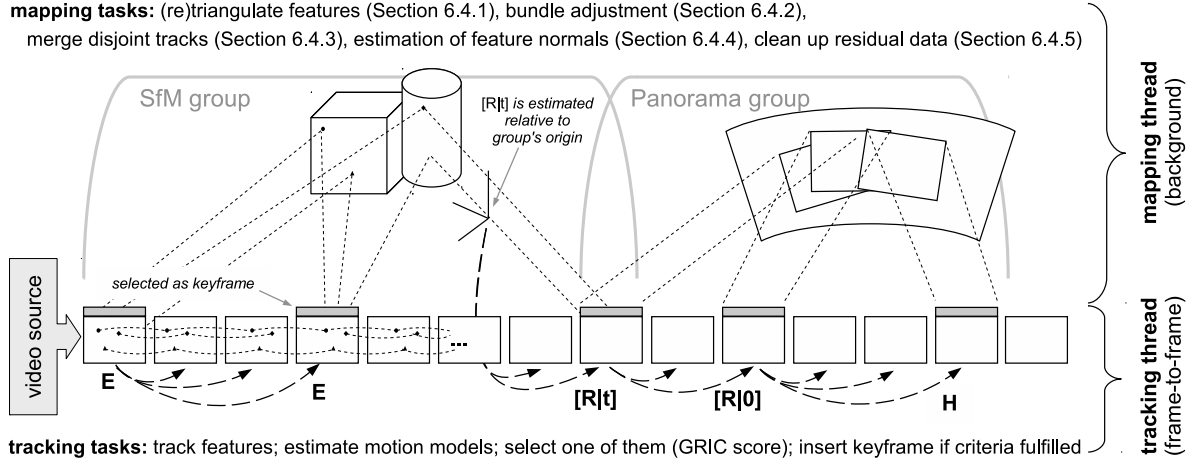 mapping tasks: (re)triangulate features (Section 6.4.1), bundle adjustment (Section 6.4.2),
merge disjoint tracks (Section 6.4.3), estimation of feature normals (Section 6.4.4), clean up residual data (Section 6.4.5)
SfM group
[R|t] is estimated
relative to
group's origin
Panorama group
mapping thread
(background)
selected as keyframe
video source
...
E
E
[R|t]
[R|0]
H
tracking thread
(frame-to-frame)
tracking tasks: track features; estimate motion models; select one of them (GRIC score); insert keyframe if criteria fulfilled